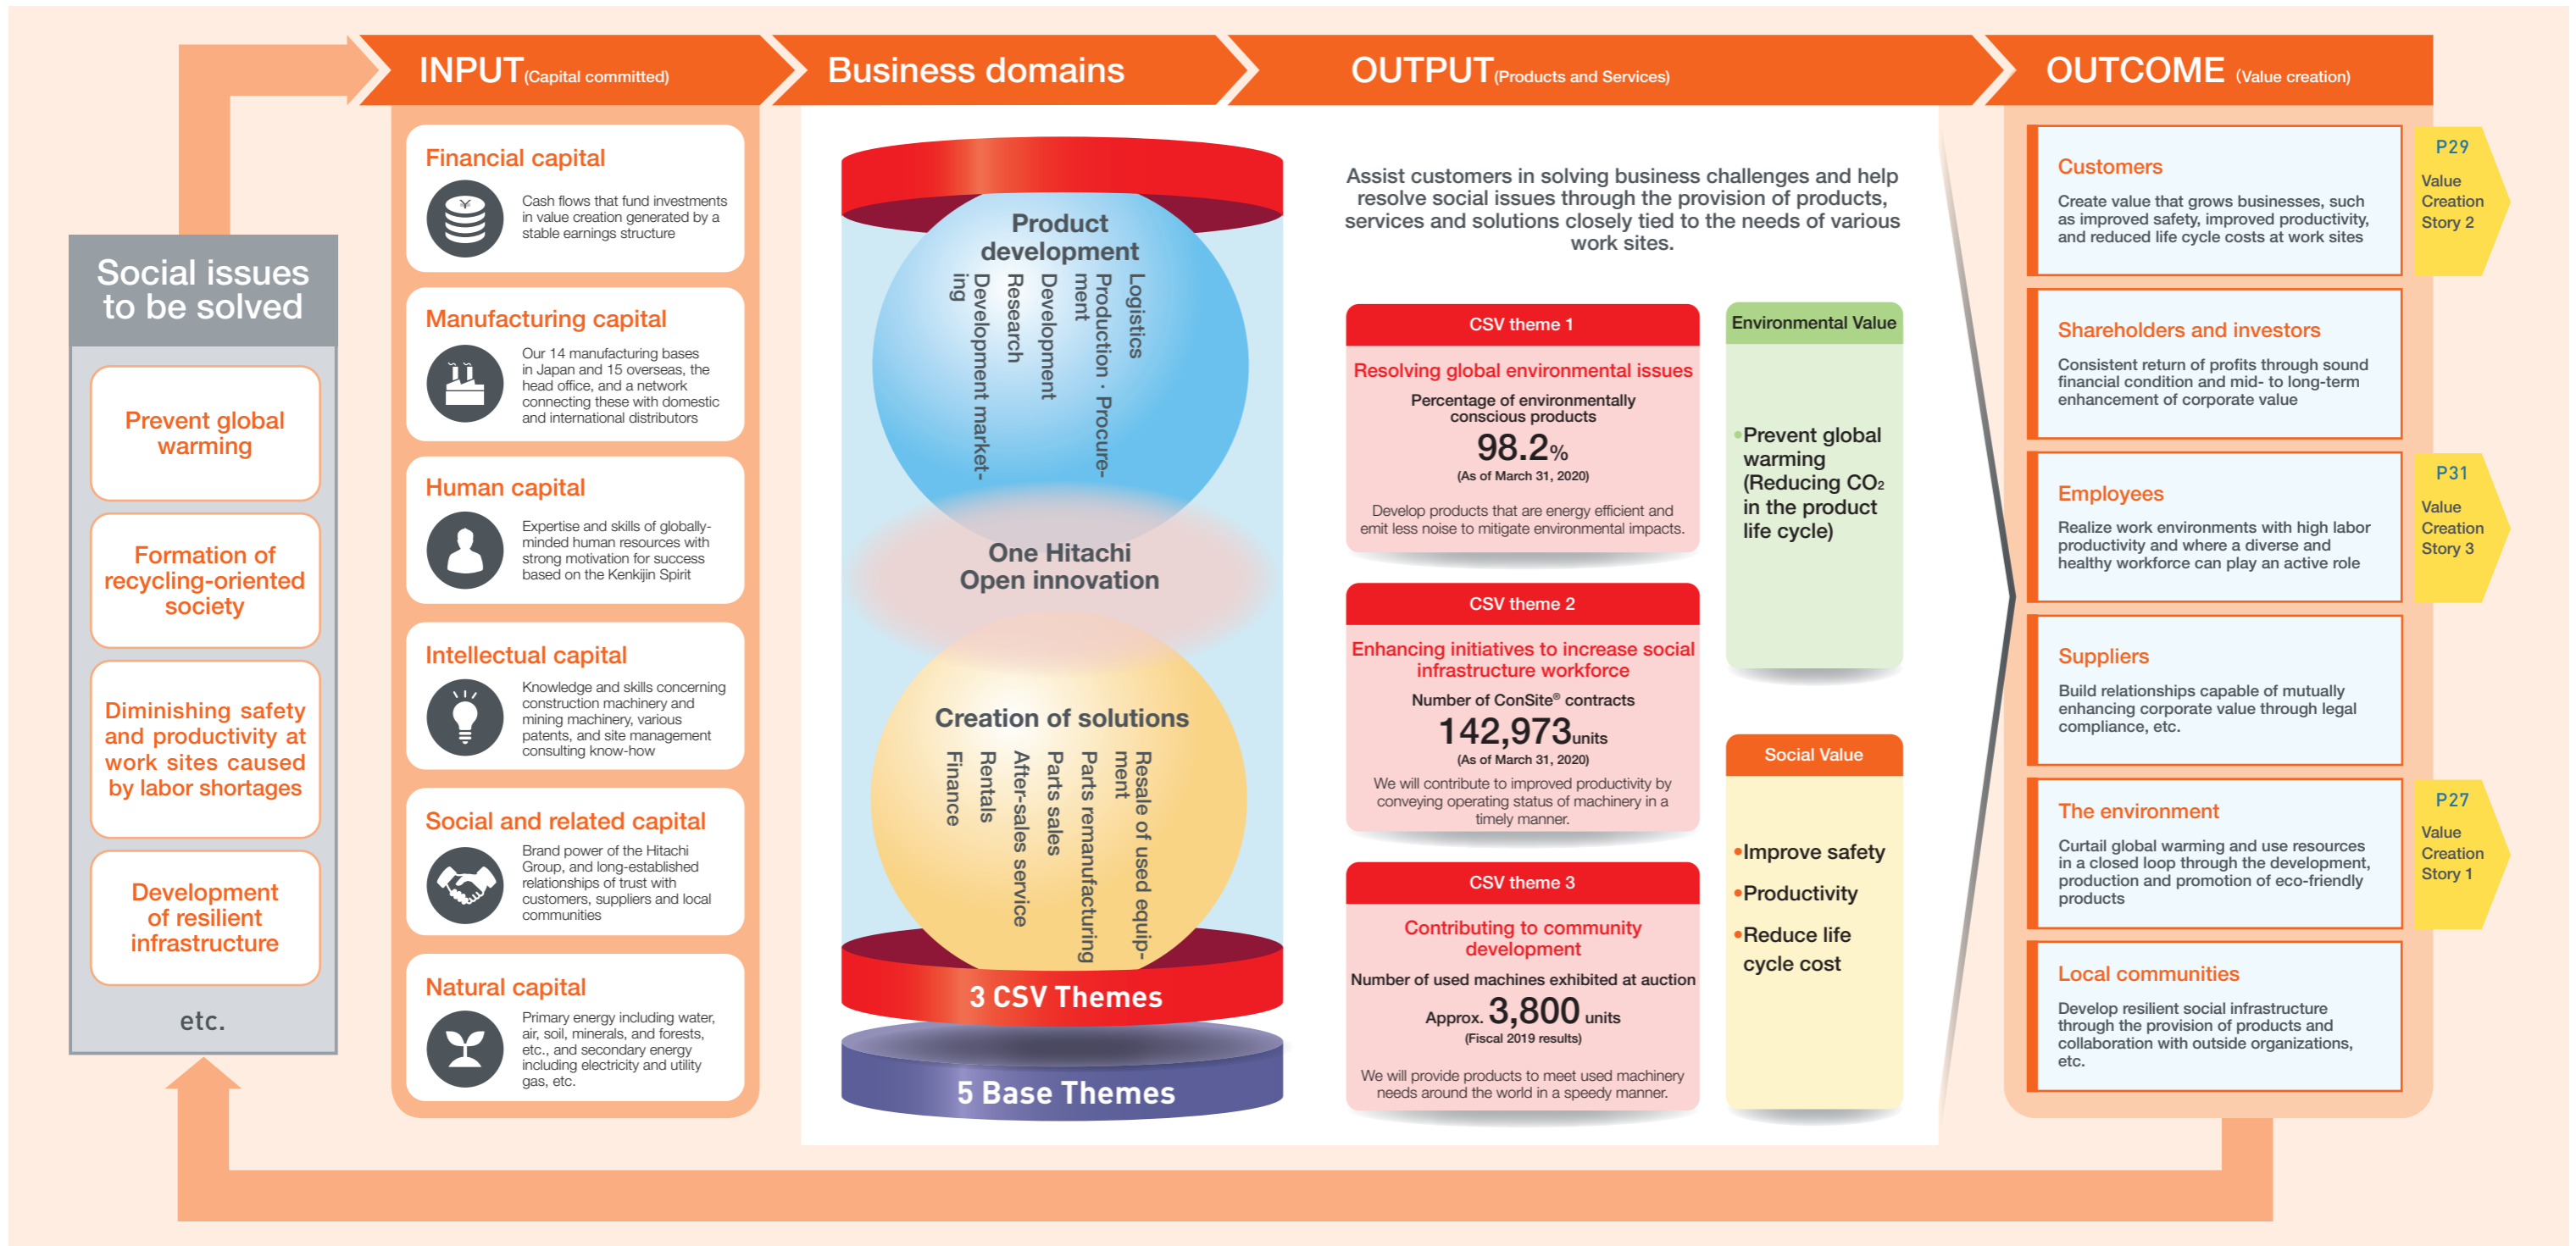 Social issues
to be solved
Prevent global
warming
Formation of
recycling-oriented
society
Diminishing safety
and productivity at
work sites caused
by labor shortages
Development
of resilient
infrastructure
etc.
INPUT(Capital committed)
Financial capital
Cash flows that fund investments
in value creation generated by a
stable earnings structure
Manufacturing capital
Our 14 manufacturing bases
in Japan and 15 overseas, the
head office, and a network
connecting these with domestic
and international distributors
Human capital
Expertise and skills of globally-
minded human resources with
strong motivation for success
based on the Kenkijin Spirit
Intellectual capital
Knowledge and skills concerning
construction machinery and
mining machinery, various
patents, and site management
consulting know-how
Social and related capital
Brand power of the Hitachi
Group, and long-established
relationships of trust with
customers, suppliers and local
communities
Natural capital
Primary energy including water,
air, soil, minerals, and forests,
etc., and secondary energy
including electricity and utility
gas, etc.
Business domains
Product
development
Logistics
Production · Procure-
ment
Development
Research
Development market-
ing
One Hitachi
Open innovation
Creation of solutions
Resale of used equip-
ment
Parts remanufacturing
Parts sales
After-sales service
Rentals
Finance
3 CSV Themes
5 Base Themes
OUTPUT(Products and Services)
Assist customers in solving business challenges and help
resolve social issues through the provision of products,
services and solutions closely tied to the needs of various
work sites.
CSV theme 1
Resolving global environmental issues
Percentage of environmentally
conscious products
98.2%
(As of March 31, 2020)
Develop products that are energy efficient and
emit less noise to mitigate environmental impacts.
CSV theme 2
Enhancing initiatives to increase social
infrastructure workforce
Number of ConSite® contracts
142,973units
(As of March 31, 2020)
We will contribute to improved productivity by
conveying operating status of machinery in a
timely manner.
CSV theme 3
Contributing to community
development
Number of used machines exhibited at auction
Approx. 3,800 units
(Fiscal 2019 results)
We will provide products to meet used machinery
needs around the world in a speedy manner.
Environmental Value
•Prevent global
warming
(Reducing CO₂
in the product
life cycle)
Social Value
•Improve safety
•Productivity
•Reduce life
cycle cost
OUTCOME (Value creation)
Customers
Create value that grows businesses, such
as improved safety, improved productivity,
and reduced life cycle costs at work sites
P29
Value
Creation
Story 2
Shareholders and investors
Consistent return of profits through sound
financial condition and mid- to long-term
enhancement of corporate value
Employees
Realize work environments with high labor
productivity and where a diverse and
healthy workforce can play an active role
P31
Value
Creation
Story 3
Suppliers
Build relationships capable of mutually
enhancing corporate value through legal
compliance, etc.
The environment
Curtail global warming and use resources
in a closed loop through the development,
production and promotion of eco-friendly
products
P27
Value
Creation
Story 1
Local communities
Develop resilient social infrastructure
through the provision of products and
collaboration with outside organizations,
etc.